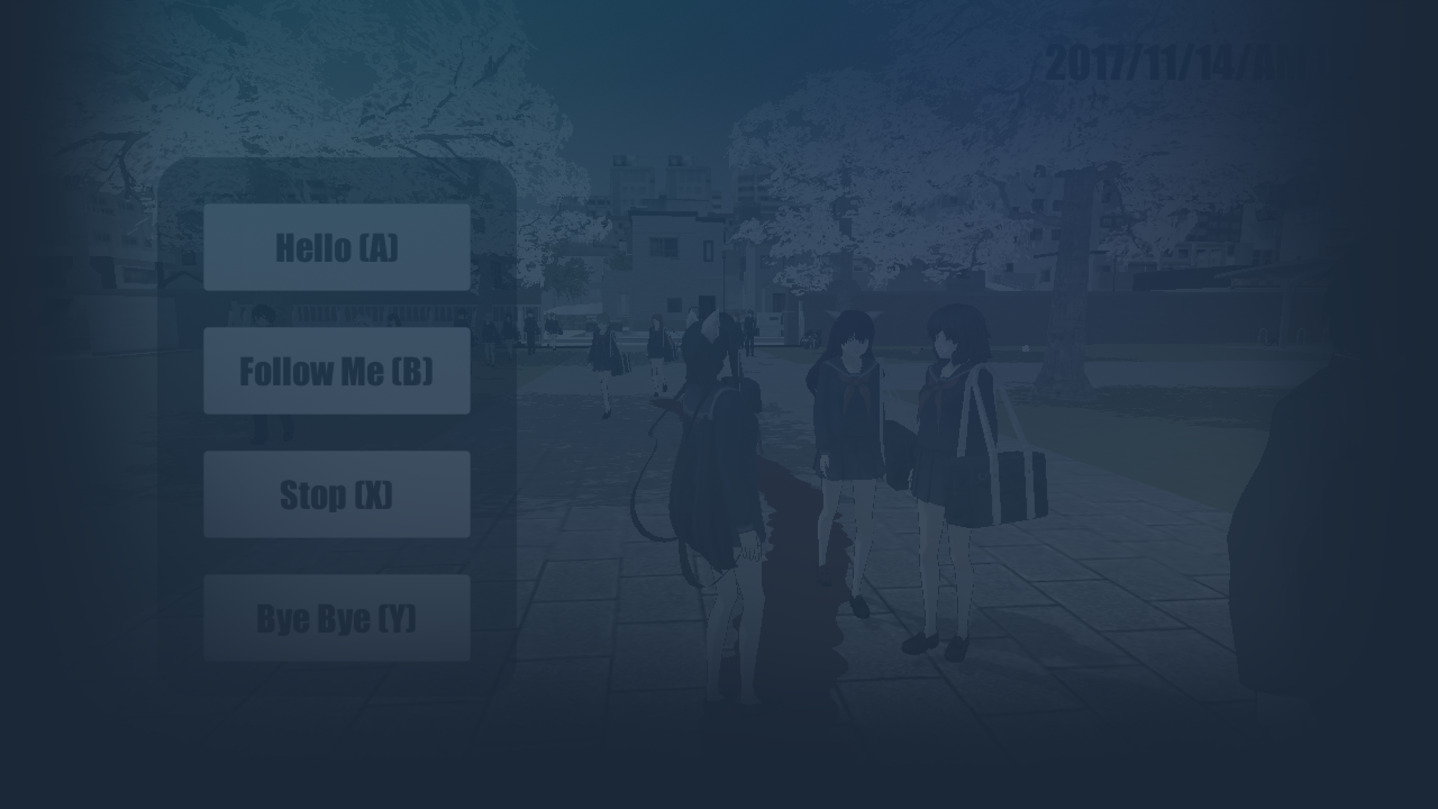 2017/11/14/AM
Hello (A)
Follow Me (B)
Stop (X)
Bye Bye (Y)